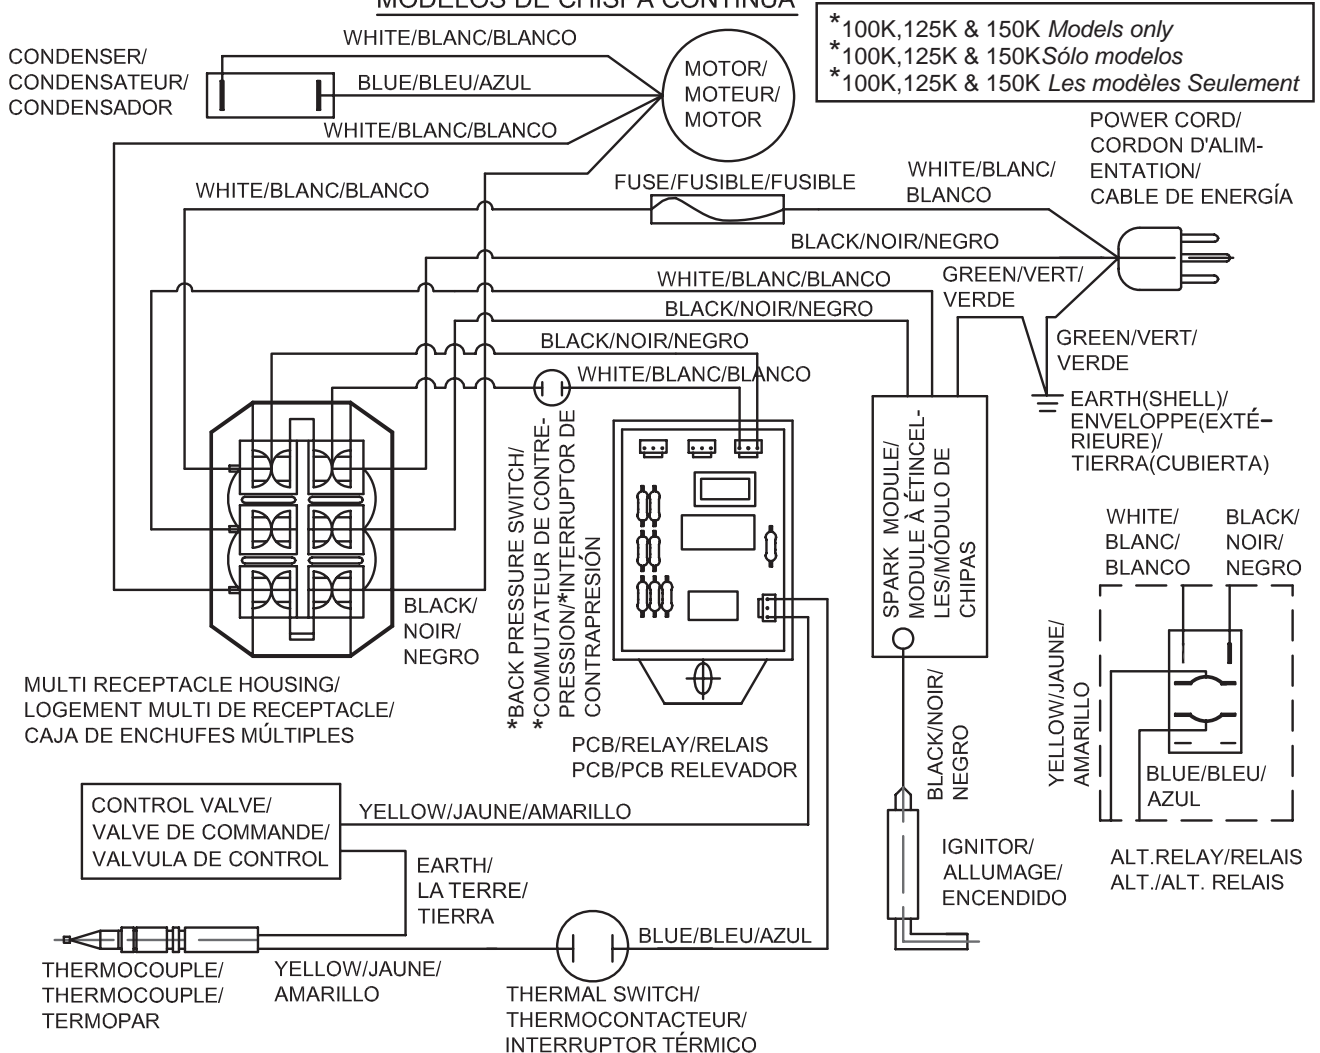 MODELOS DE CHISPA CONTINUA
*100K,125K & 150K Models only
*100K,125K & 150K Sólo modelos
*100K,125K & 150K Les modèles Seulement
CONDENSER/
CONDENSATEUR/
CONDENSADOR
WHITE/BLANC/BLANCO
BLUE/BLEU/AZUL
WHITE/BLANC/BLANCO
MOTOR/
MOTEUR/
MOTOR
POWER CORD/
CORDON D'ALIM-
ENTATION/
CABLE DE ENERGÍA
WHITE/BLANC/BLANCO
FUSE/FUSIBLE/FUSIBLE
WHITE/BLANC/
BLANCO
BLACK/NOIR/NEGRO
WHITE/BLANC/BLANCO
GREEN/VERT/
VERDE
BLACK/NOIR/NEGRO
BLACK/NOIR/NEGRO
WHITE/BLANC/BLANCO
GREEN/VERT/
VERDE
EARTH(SHELL)/
ENVELOPPE(EXTÉ-
RIEURE)/
TIERRA(CUBIERTA)
*BACK PRESSURE SWITCH/
*COMMUTATEUR DE CONTRE-
PRESSION/*INTERRUPTOR DE
CONTRAPRESIÓN
SPARK MODULE/
MODULE À ÉTINCEL-
LES/MÓDULO DE
CHIPAS
WHITE/
BLANC/
BLANCO
BLACK/
NOIR/
NEGRO
BLACK/
NOIR/
NEGRO
MULTI RECEPTACLE HOUSING/
LOGEMENT MULTI DE RECEPTACLE/
CAJA DE ENCHUFES MÚLTIPLES
PCB/RELAY/RELAIS
PCB/PCB RELEVADOR
BLACK/NOIR/
NEGRO
YELLOW/JAUNE/
AMARILLO
BLUE/BLEU/
AZUL
CONTROL VALVE/
VALVE DE COMMANDE/
VALVULA DE CONTROL
YELLOW/JAUNE/AMARILLO
EARTH/
LA TERRE/
TIERRA
IGNITOR/
ALLUMAGE/
ENCENDIDO
ALT.RELAY/RELAIS
ALT./ALT. RELAIS
BLUE/BLEU/AZUL
THERMOCOUPLE/
THERMOCOUPLE/
TERMOPAR
YELLOW/JAUNE/
AMARILLO
THERMAL SWITCH/
THERMOCONTACTEUR/
INTERRUPTOR TÉRMICO